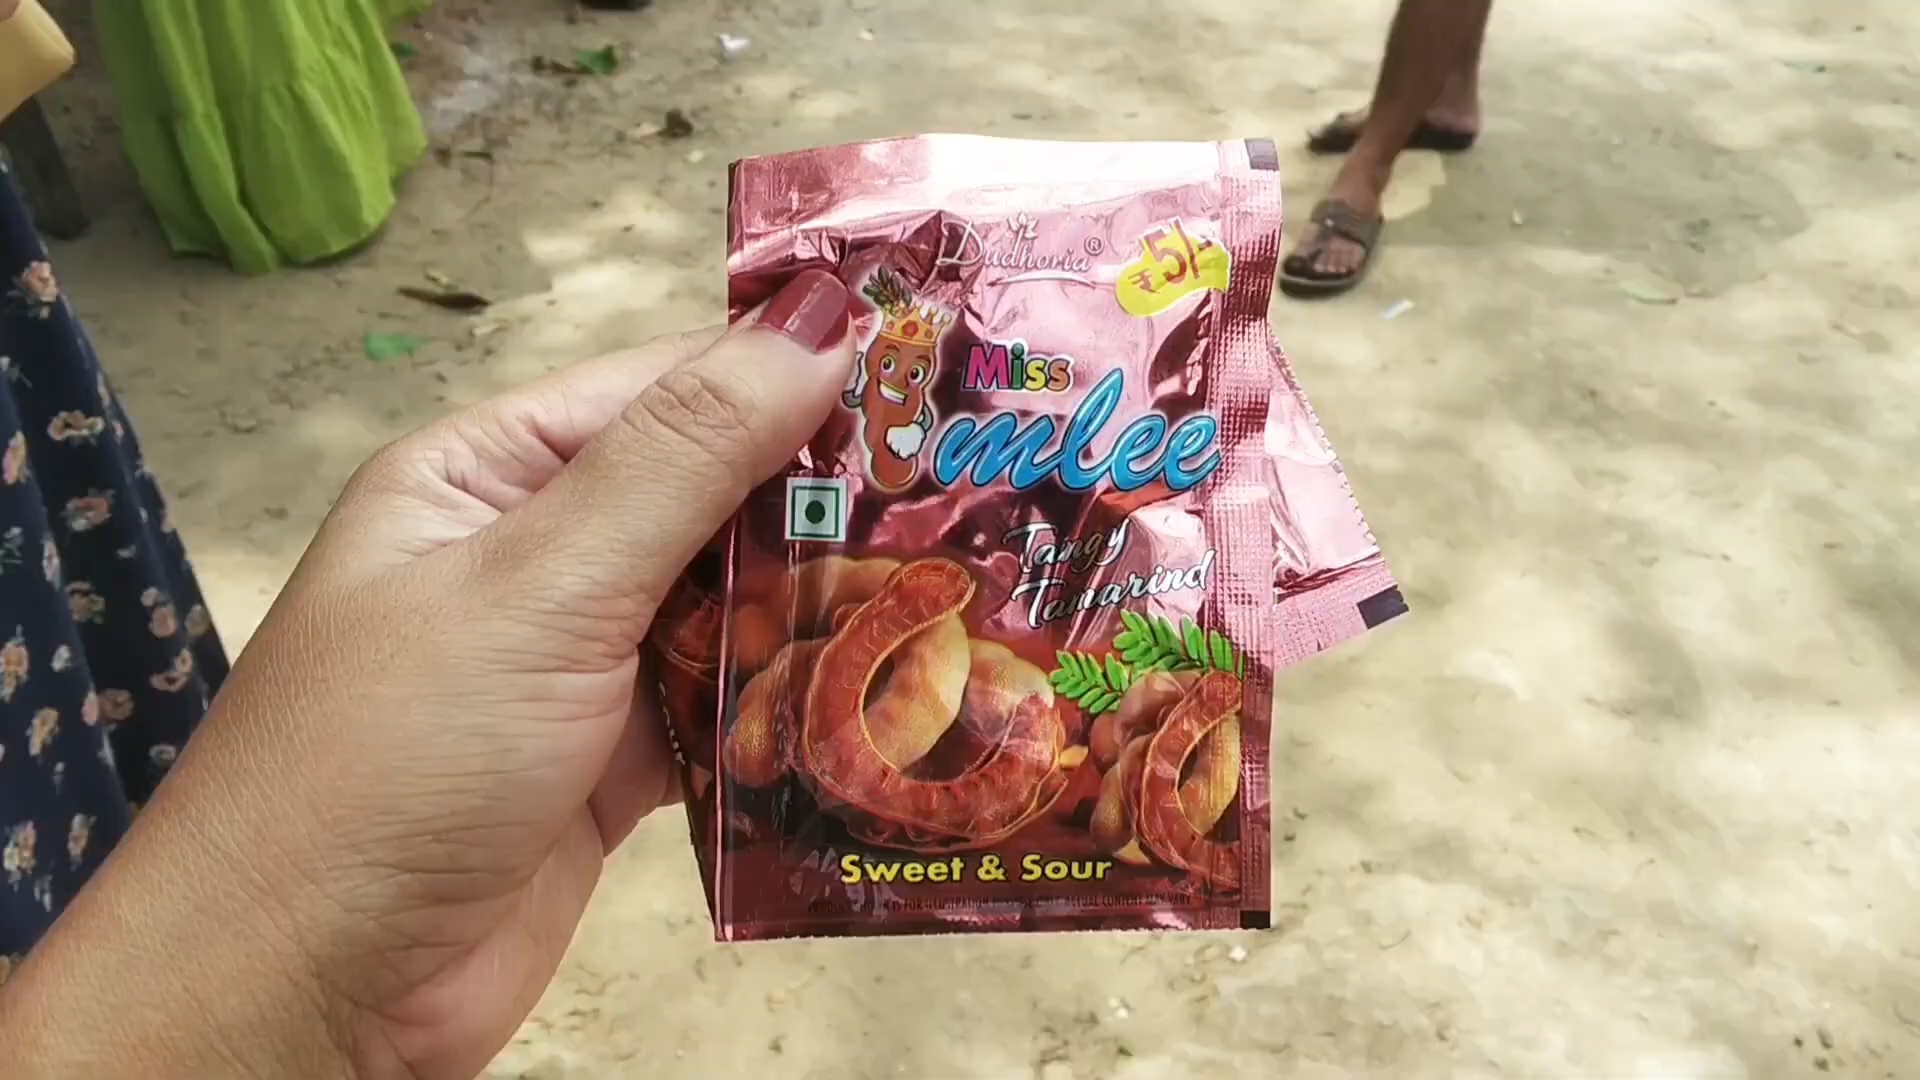 Dudhoria®
₹5/-
Miss
mlee
Tangy
Tamarind
Sweet & Sour